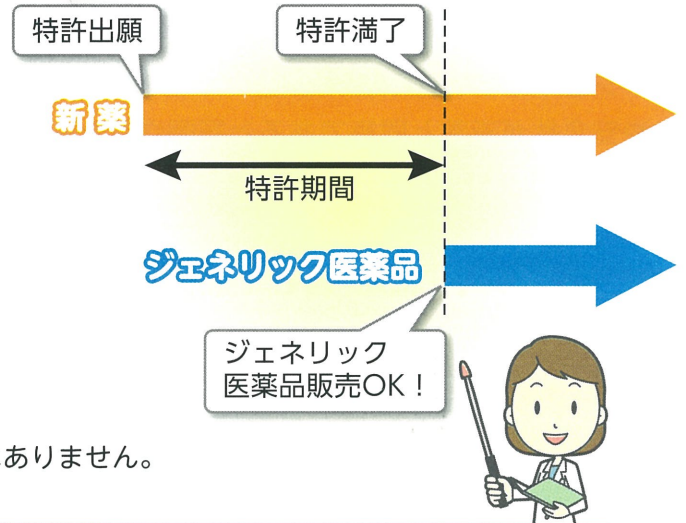 特許出願
特許満了
新薬
特許期間
ジェネリック医薬品
ジェネリック
医薬品販売OK！
ありません。